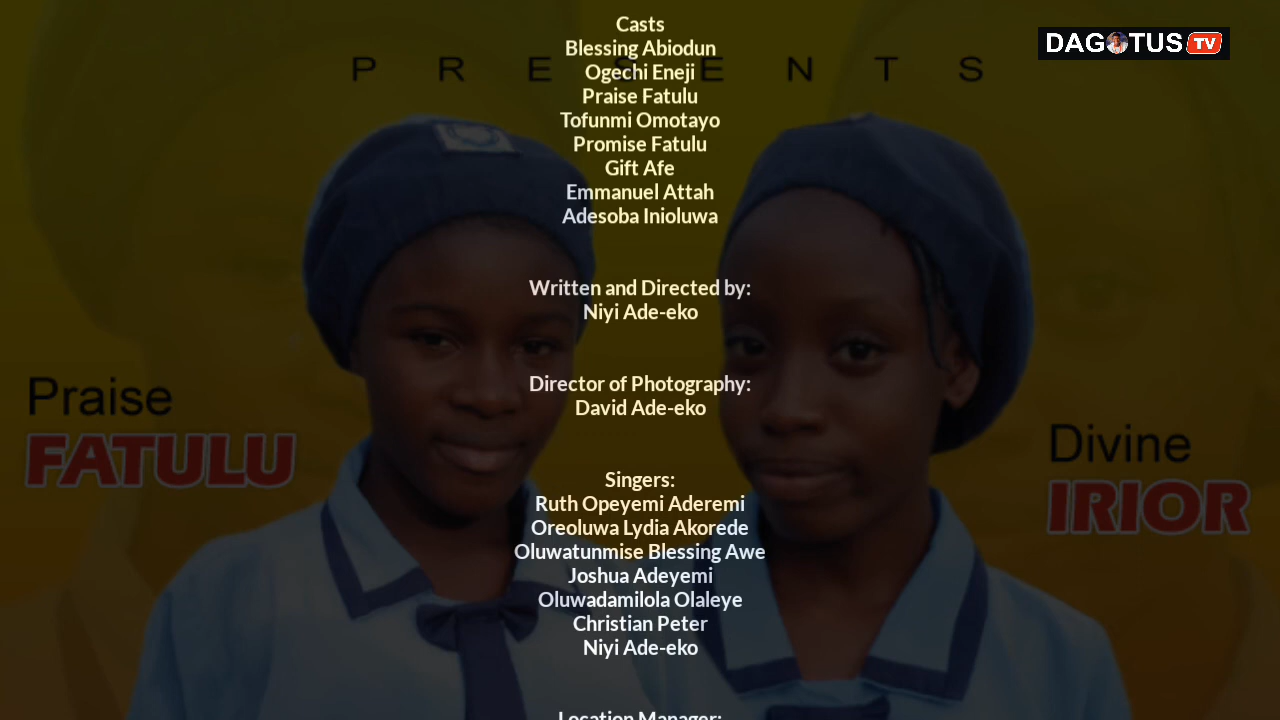 Casts
Blessing Abiodun
Ogechi Eneji
Praise Fatulu
Tofunmi Omotayo
Promise Fatulu
Gift Afe
Emmanuel Attah
Adesoba Inioluwa
Written and Directed by:
Niyi Ade-eko
Director of Photography:
David Ade-eko
Singers:
Ruth Opeyemi Aderemi
Oreoluwa Lydia Akorede
Oluwatunmise Blessing Awe
Joshua Adeyemi
Oluwadamilola Olaleye
Christian Peter
Niyi Ade-eko
Location Manager:
PRESENTS
DAGOTUS TV
Praise
FATULU
Divine
IRIOR